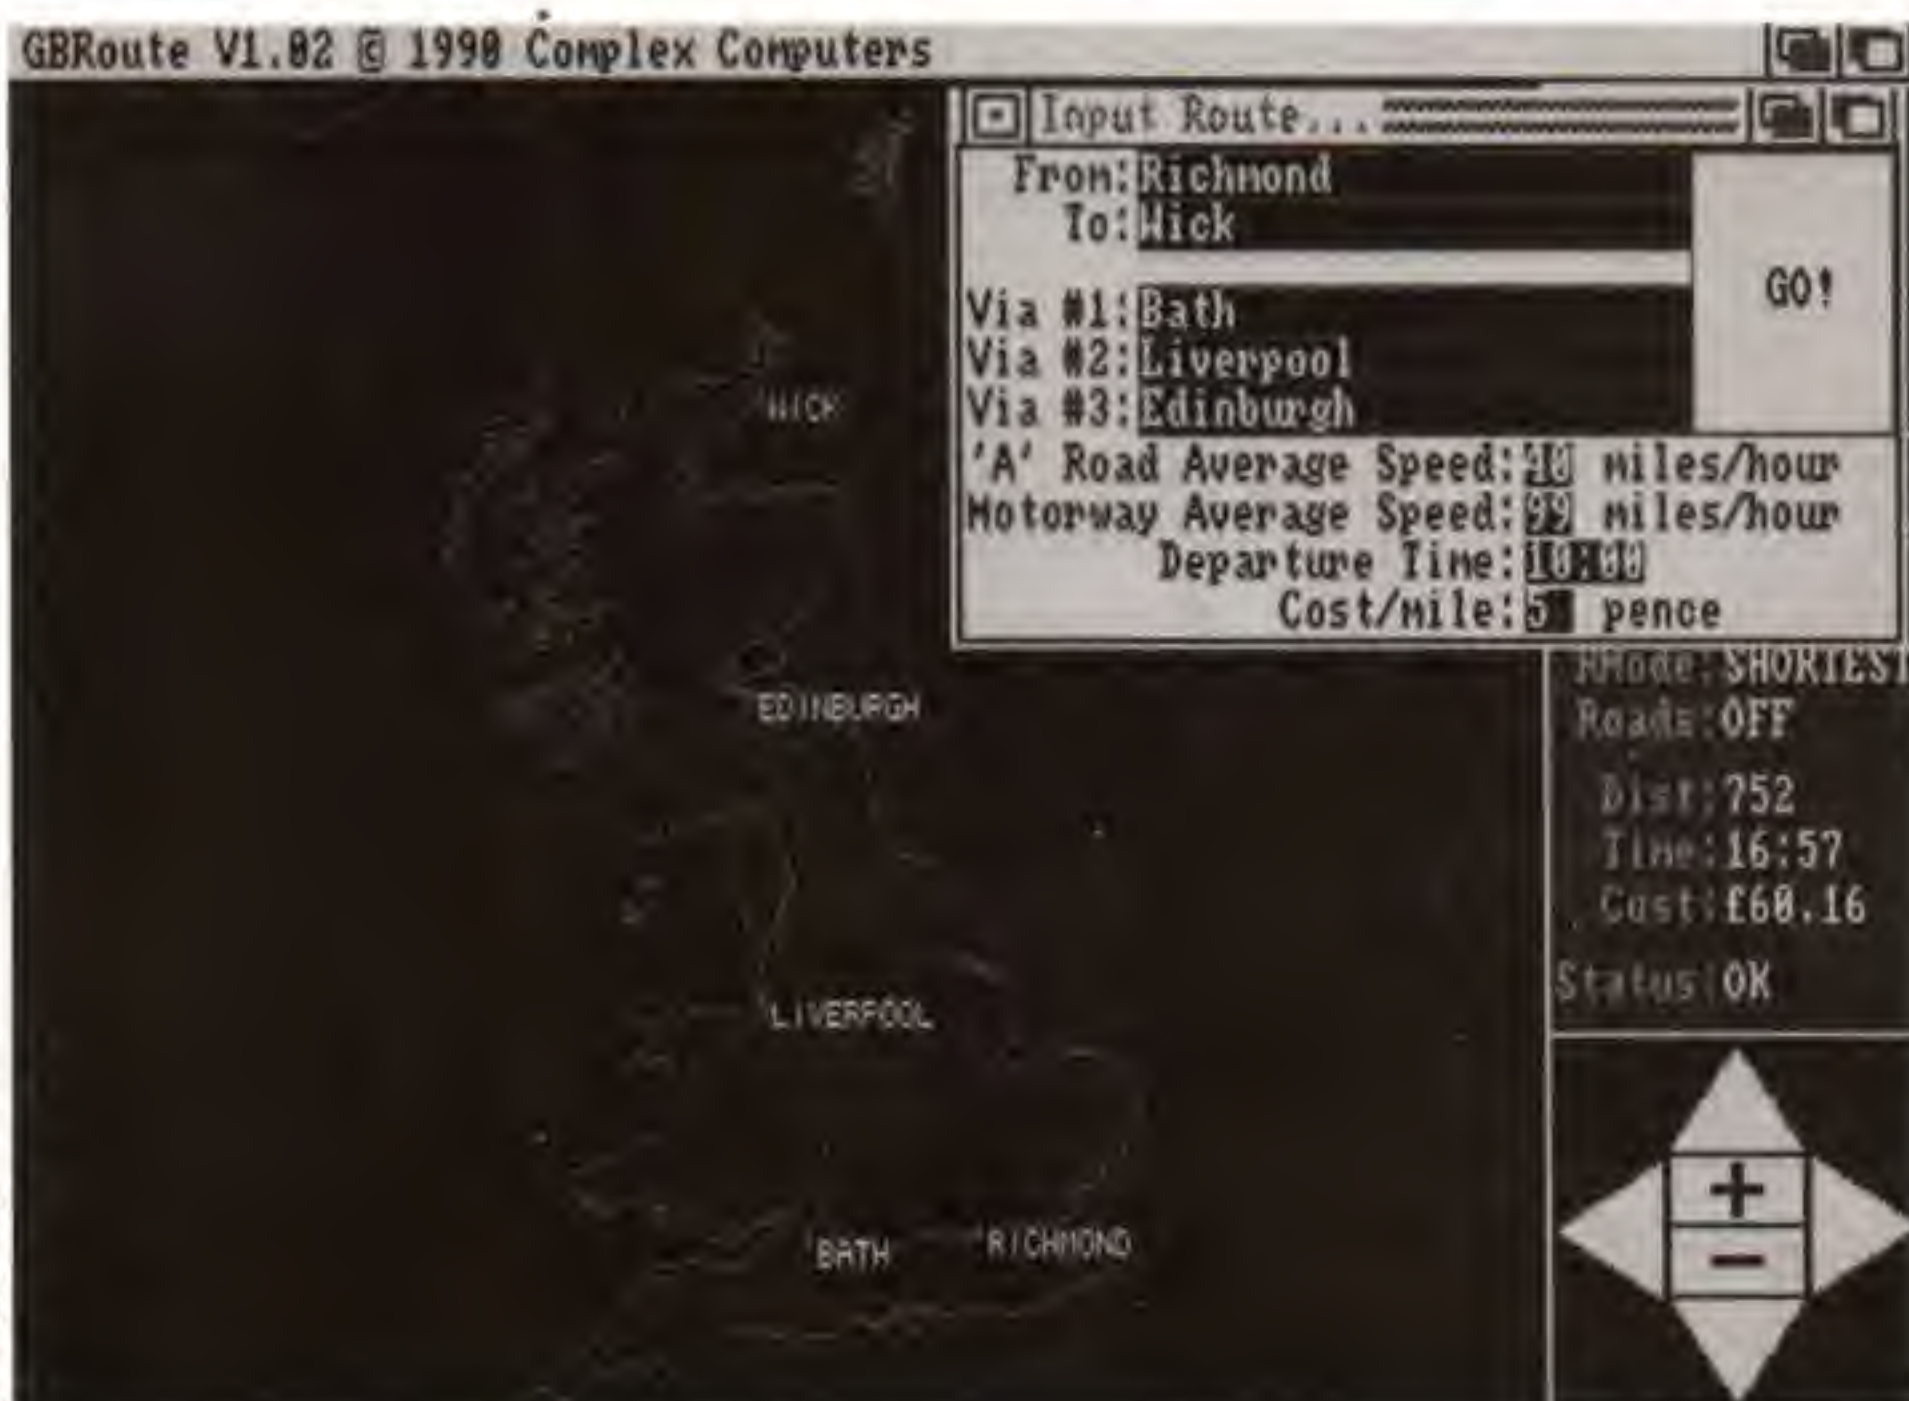 GBRoute V1.02 © 1990 Complex Computers
Input Route...
From:Richmond
To:Wick
GO!
Via #1:Bath
Via #2:Liverpool
Via #3:Edinburgh
'A' Road Average Speed: miles/hour
Motorway Average Speed:99 miles/hour
Departure Time:10:00
Cost/mile:5 pence
RMode:SHORTEST
Roads:OFF
Dist:752
Time:16:57
Cost:£60.16
Status:OK
+
−
WICK
EDINBURGH
LIVERPOOL
BATH
RICHMOND